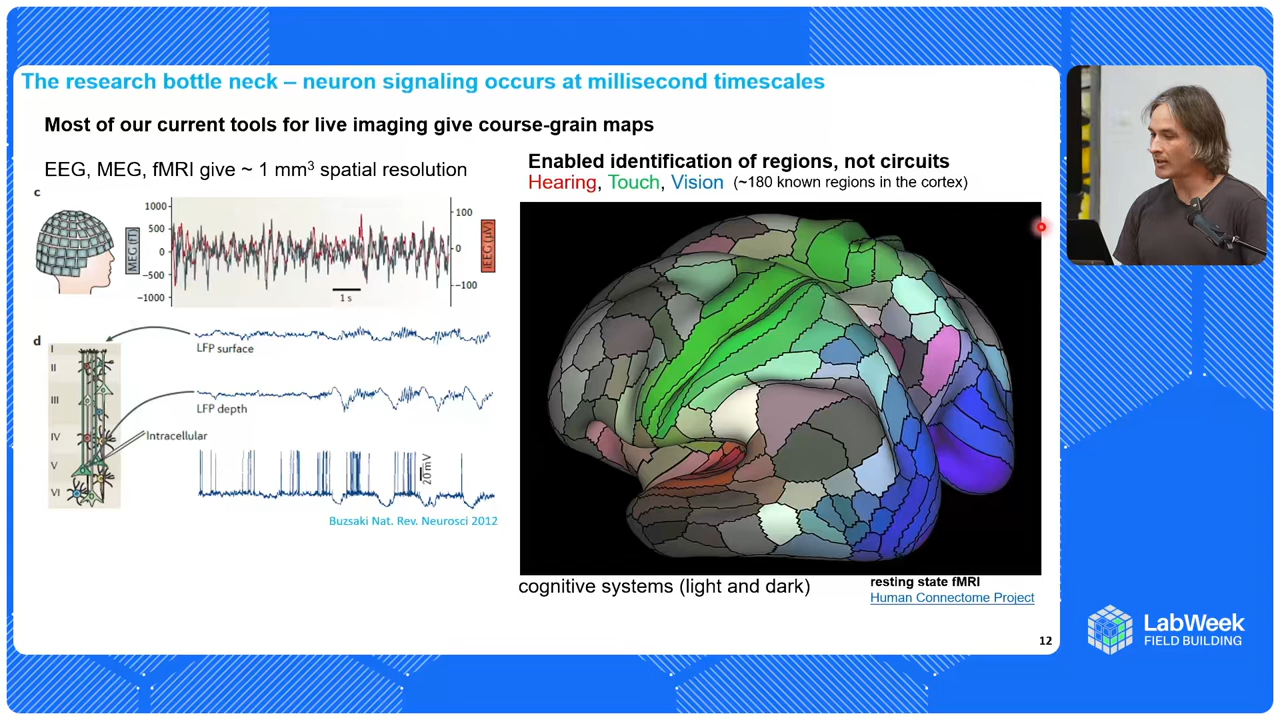 The research bottle neck – neuron signaling occurs at millisecond timescales
Most of our current tools for live imaging give course-grain maps
EEG, MEG, fMRI give ~ 1 mm³ spatial resolution
c
MEG (fT)
1000
500
0
−500
−1000
100
0
−100
IEEG (µV)
1 s
d
I
II
III
IV
V
VI
LFP surface
LFP depth
Intracellular
20 mV
Buzsaki Nat. Rev. Neurosci 2012
Enabled identification of regions, not circuits
Hearing, Touch, Vision (~180 known regions in the cortex)
cognitive systems (light and dark)
resting state fMRI
Human Connectome Project
12
LabWeek
FIELD BUILDING